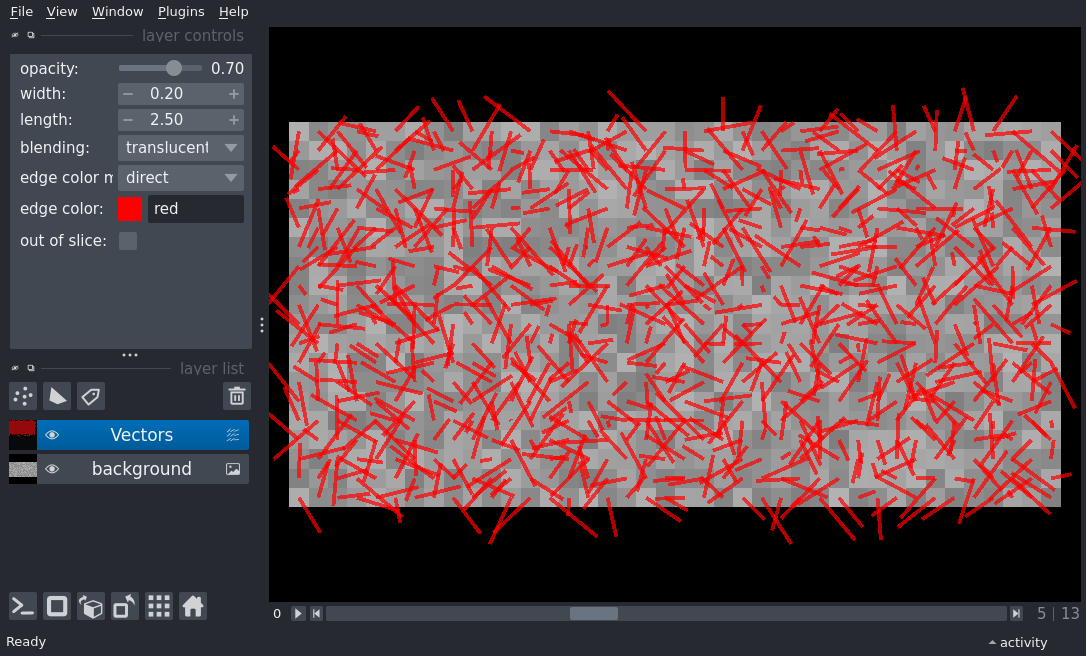 File View Window Plugins Help
layer controls
opacity: 0.70
width: − 0.20 +
length: − 2.50 +
blending: translucent
edge color m direct
edge color: red
out of slice:
layer list
Vectors
background
0 5 | 13
Ready activity